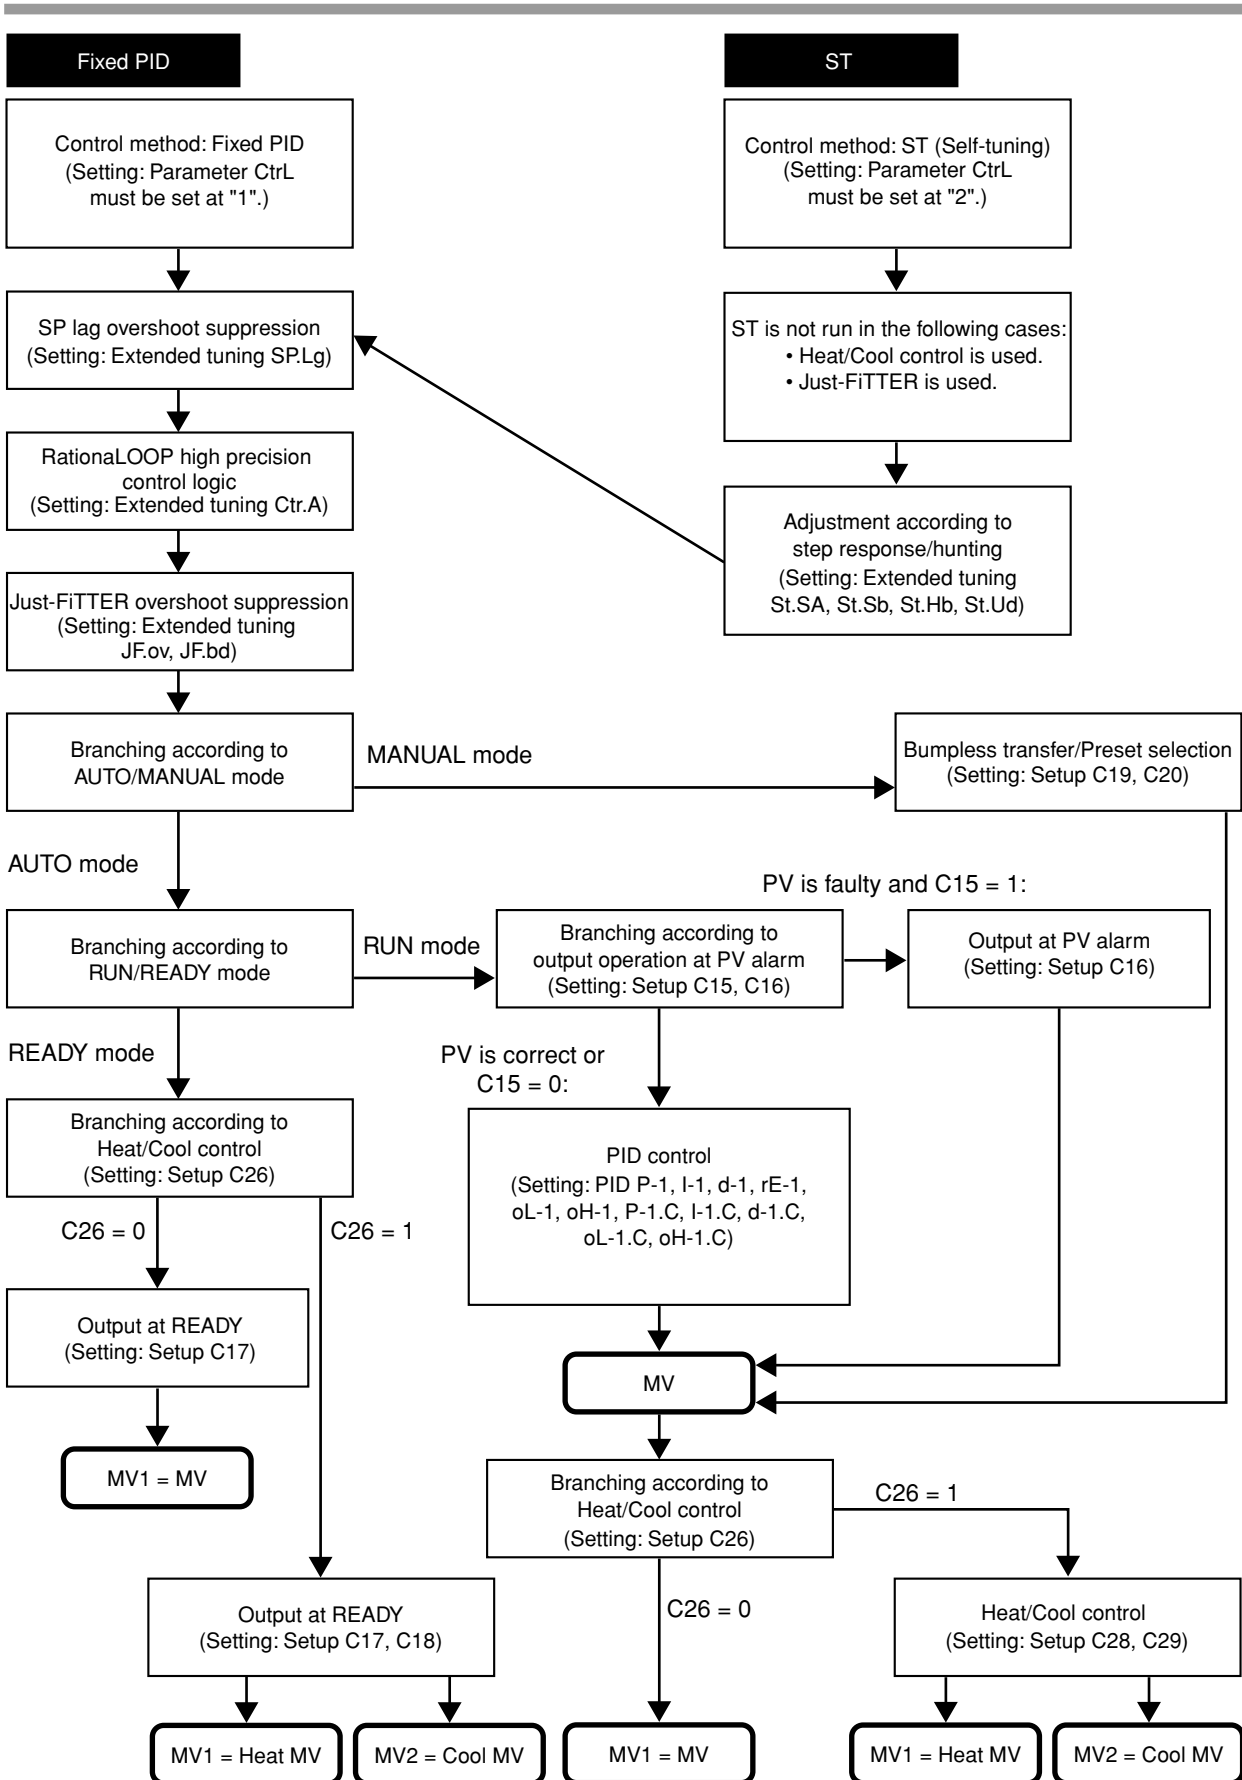 Fixed PID
ST
Control method: Fixed PID
(Setting: Parameter CtrL
must be set at "1".)
Control method: ST (Self-tuning)
(Setting: Parameter CtrL
must be set at "2".)
SP lag overshoot suppression
(Setting: Extended tuning SP.Lg)
ST is not run in the following cases:
• Heat/Cool control is used.
• Just-FiTTER is used.
RationaLOOP high precision
control logic
(Setting: Extended tuning Ctr.A)
Adjustment according to
step response/hunting
(Setting: Extended tuning
St.SA, St.Sb, St.Hb, St.Ud)
Just-FiTTER overshoot suppression
(Setting: Extended tuning
JF.ov, JF.bd)
Branching according to
AUTO/MANUAL mode
MANUAL mode
Bumpless transfer/Preset selection
(Setting: Setup C19, C20)
AUTO mode
PV is faulty and C15 = 1:
Branching according to
RUN/READY mode
RUN mode
Branching according to
output operation at PV alarm
(Setting: Setup C15, C16)
Output at PV alarm
(Setting: Setup C16)
READY mode
PV is correct or
C15 = 0:
Branching according to
Heat/Cool control
(Setting: Setup C26)
PID control
(Setting: PID P-1, I-1, d-1, rE-1,
oL-1, oH-1, P-1.C, I-1.C, d-1.C,
oL-1.C, oH-1.C)
C26 = 0
C26 = 1
Output at READY
(Setting: Setup C17)
MV
MV1 = MV
Branching according to
Heat/Cool control
(Setting: Setup C26)
C26 = 1
C26 = 0
Output at READY
(Setting: Setup C17, C18)
Heat/Cool control
(Setting: Setup C28, C29)
MV1 = Heat MV
MV2 = Cool MV
MV1 = MV
MV1 = Heat MV
MV2 = Cool MV